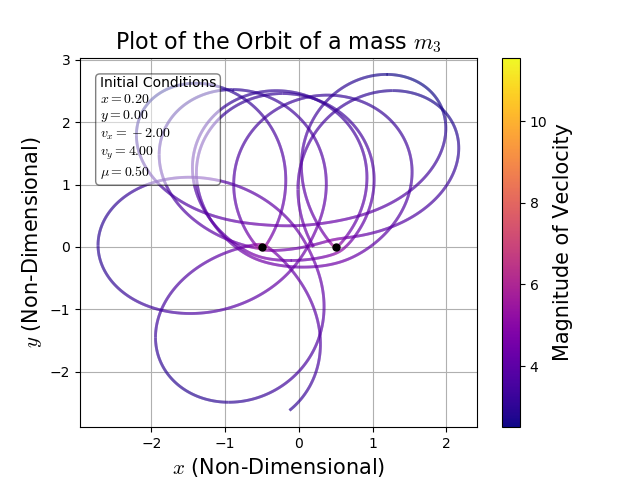 Plot of the Orbit of a mass m₃
Initial Conditions
x = 0.20
y = 0.00
vₓ = −2.00
v_y = 4.00
μ = 0.50
3
2
1
0
−1
−2
−2
−1
0
1
2
x (Non-Dimensional)
y (Non-Dimensional)
10
8
6
4
Magnitude of Veclocity